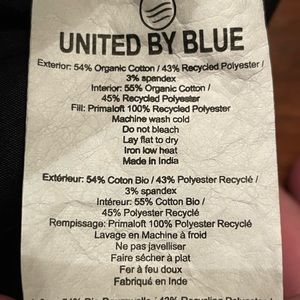 UNITED BY BLUE
Exterior: 54% Organic Cotton / 43% Recycled Polyester /
3% spandex
Interior: 55% Organic Cotton /
45% Recycled Polyester
Fill: Primaloft 100% Recycled Polyester
Machine wash cold
Do not bleach
Lay flat to dry
Iron low heat
Made in India
Extérieur: 54% Coton Bio / 43% Polyester Recyclé /
3% spandex
Intéreur: 55% Coton Bio /
45% Polyester Recyclé
Rempissage: Primaloft 100% Polyester Recyclé
Lavage en Machine à froid
Ne pas javelliser
Faire sécher à plat
Fer à feu doux
Fabriqué en Inde